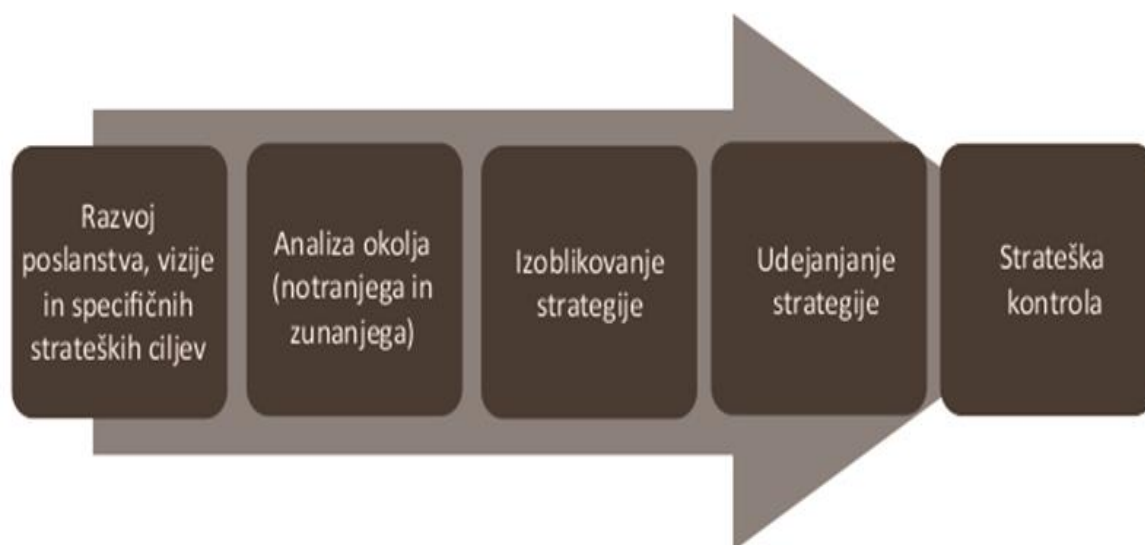 Razvoj
poslanstva, vizije
in specifičnih
strateških ciljev
Analiza okolja
(notranjega in
zunanjega)
Izoblikovanje
strategije
Udejanjanje
strategije
Strateška
kontrola